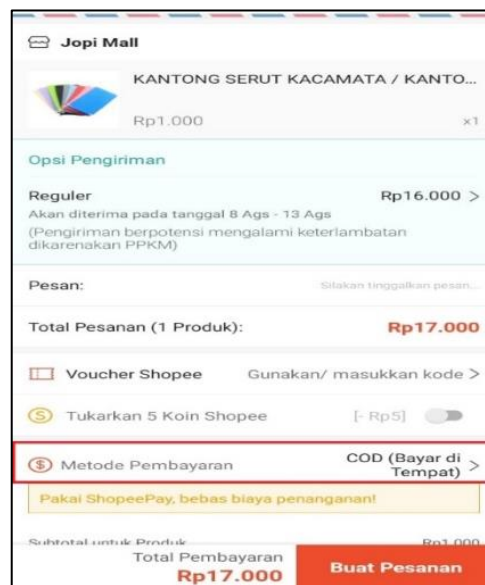 Jopi Mall
KANTONG SERUT KACAMATA / KANTO...
Rp1.000 x1
Opsi Pengiriman
Reguler Rp16.000 >
Akan diterima pada tanggal 8 Ags - 13 Ags
(Pengiriman berpotensi mengalami keterlambatan
dikarenakan PPKM)
Pesan: Silakan tinggalkan pesan...
Total Pesanan (1 Produk): Rp17.000
Voucher Shopee Gunakan/ masukkan kode >
S Tukarkan 5 Koin Shopee [- Rp5]
$ Metode Pembayaran COD (Bayar di
Tempat) >
Pakai ShopeePay, bebas biaya penanganan!
Subtotal untuk Produk Rp1.000
Total Pembayaran
Rp17.000
Buat Pesanan